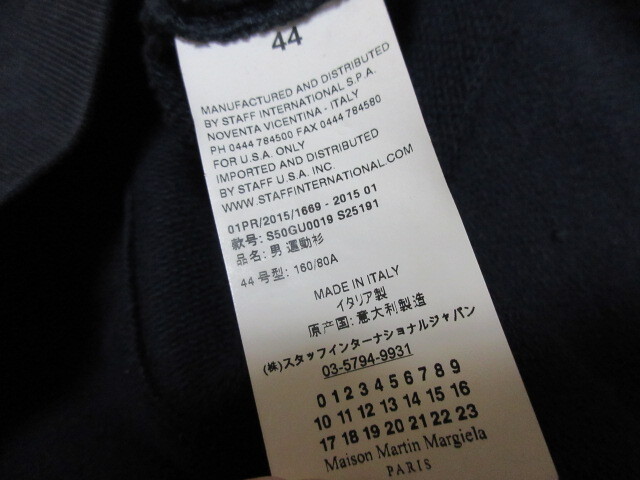 44
MANUFACTURED AND DISTRIBUTED
BY STAFF INTERNATIONAL S.P.A.
NOVENTA VICENTINA - ITALY
PH 0444 784500 FAX 0444 784580
FOR U.S.A. ONLY
IMPORTED AND DISTRIBUTED
BY STAFF U.S.A. INC.
WWW.STAFFINTERNATIONAL.COM
01PR/2015/1669 - 2015 01
款号: S50GU0019 S25191
品名: 男 運動衫
44 号型: 160/80A
MADE IN ITALY
イタリア製
原产国: 意大利製造
(株)スタッフインターナショナルジャパン
03-5794-9931
0 1 2 3 4 5 6 7 8 9
10 11 12 13 14 15 16
17 18 19 20 21 22 23
Maison Martin Margiela
PARIS